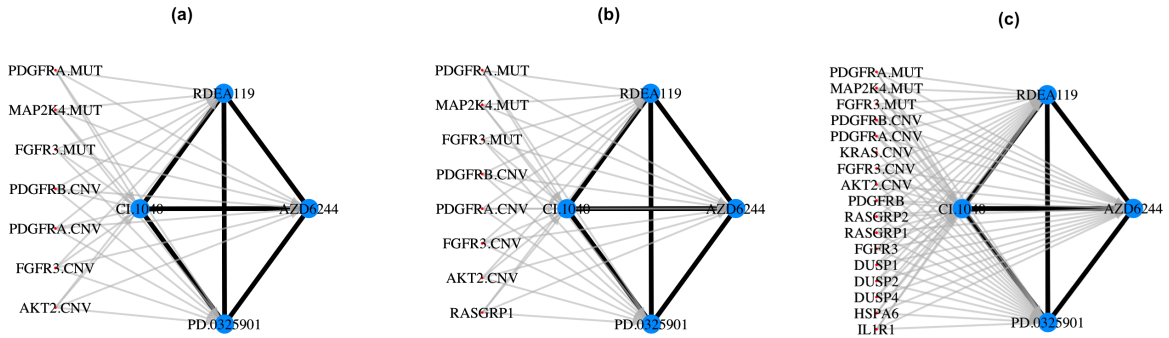 (a)
PDGFRA.MUT
MAP2K4.MUT
FGFR3.MUT
PDGFRB.CNV
PDGFRA.CNV
FGFR3.CNV
AKT2.CNV
RDEA119
CI.1040
AZD6244
PD.0325901
(b)
PDGFRA.MUT
MAP2K4.MUT
FGFR3.MUT
PDGFRB.CNV
PDGFRA.CNV
FGFR3.CNV
AKT2.CNV
RASGRP1
RDEA119
CI.1040
AZD6244
PD.0325901
(c)
PDGFRA.MUT
MAP2K4.MUT
FGFR3.MUT
PDGFRB.CNV
PDGFRA.CNV
KRAS.CNV
FGFR3.CNV
AKT2.CNV
PDGFRB
RASGRP2
RASGRP1
FGFR3
DUSP1
DUSP2
DUSP4
HSPA6
IL1R1
RDEA119
CI.1040
AZD6244
PD.0325901